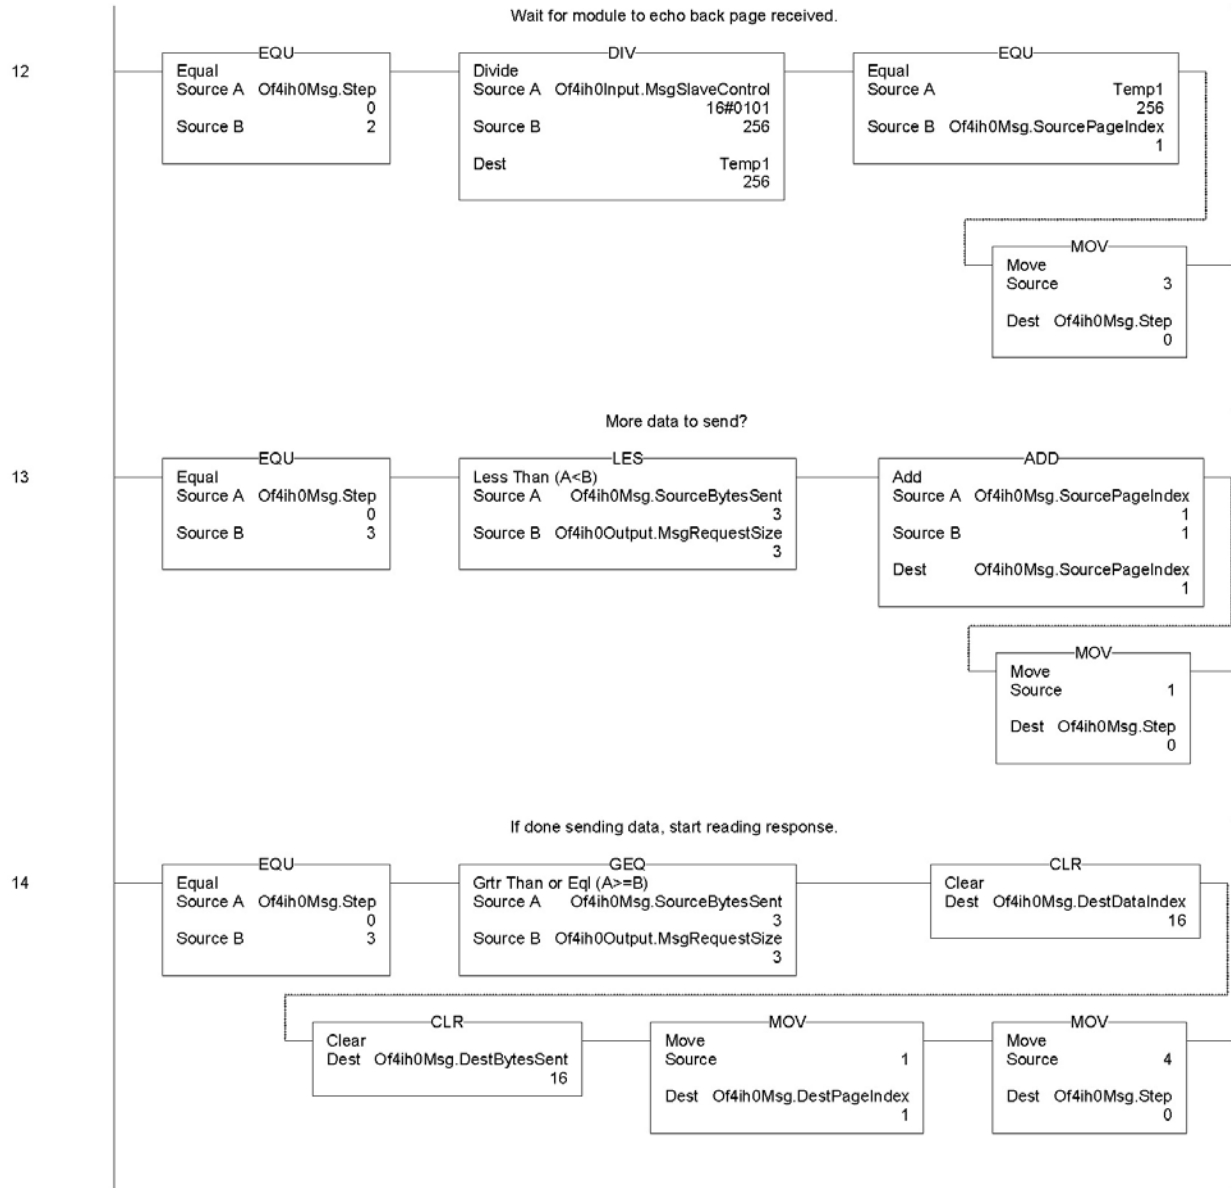 Wait for module to echo back page received.
12
EQU DIV EQU
Equal Divide Equal
Source A Of4ih0Msg.Step Source A Of4ih0Input.MsgSlaveControl Source A Temp1
0 16#0101 256
Source B 2 Source B 256 Source B Of4ih0Msg.SourcePageIndex
1
Dest Temp1
256
MOV
Move
Source 3
Dest Of4ih0Msg.Step
0
More data to send?
13
EQU LES ADD
Equal Less Than (A<B) Add
Source A Of4ih0Msg.Step Source A Of4ih0Msg.SourceBytesSent Source A Of4ih0Msg.SourcePageIndex
0 3 1
Source B 3 Source B Of4ih0Output.MsgRequestSize Source B 1
3
Dest Of4ih0Msg.SourcePageIndex
1
MOV
Move
Source 1
Dest Of4ih0Msg.Step
0
If done sending data, start reading response.
14
EQU GEQ CLR
Equal Grtr Than or Eql (A>=B) Clear
Source A Of4ih0Msg.Step Source A Of4ih0Msg.SourceBytesSent Dest Of4ih0Msg.DestDataIndex
0 3 16
Source B 3 Source B Of4ih0Output.MsgRequestSize
3
CLR MOV MOV
Clear Move Move
Dest Of4ih0Msg.DestBytesSent Source 1 Source 4
16
Dest Of4ih0Msg.DestPageIndex Dest Of4ih0Msg.Step
1 0